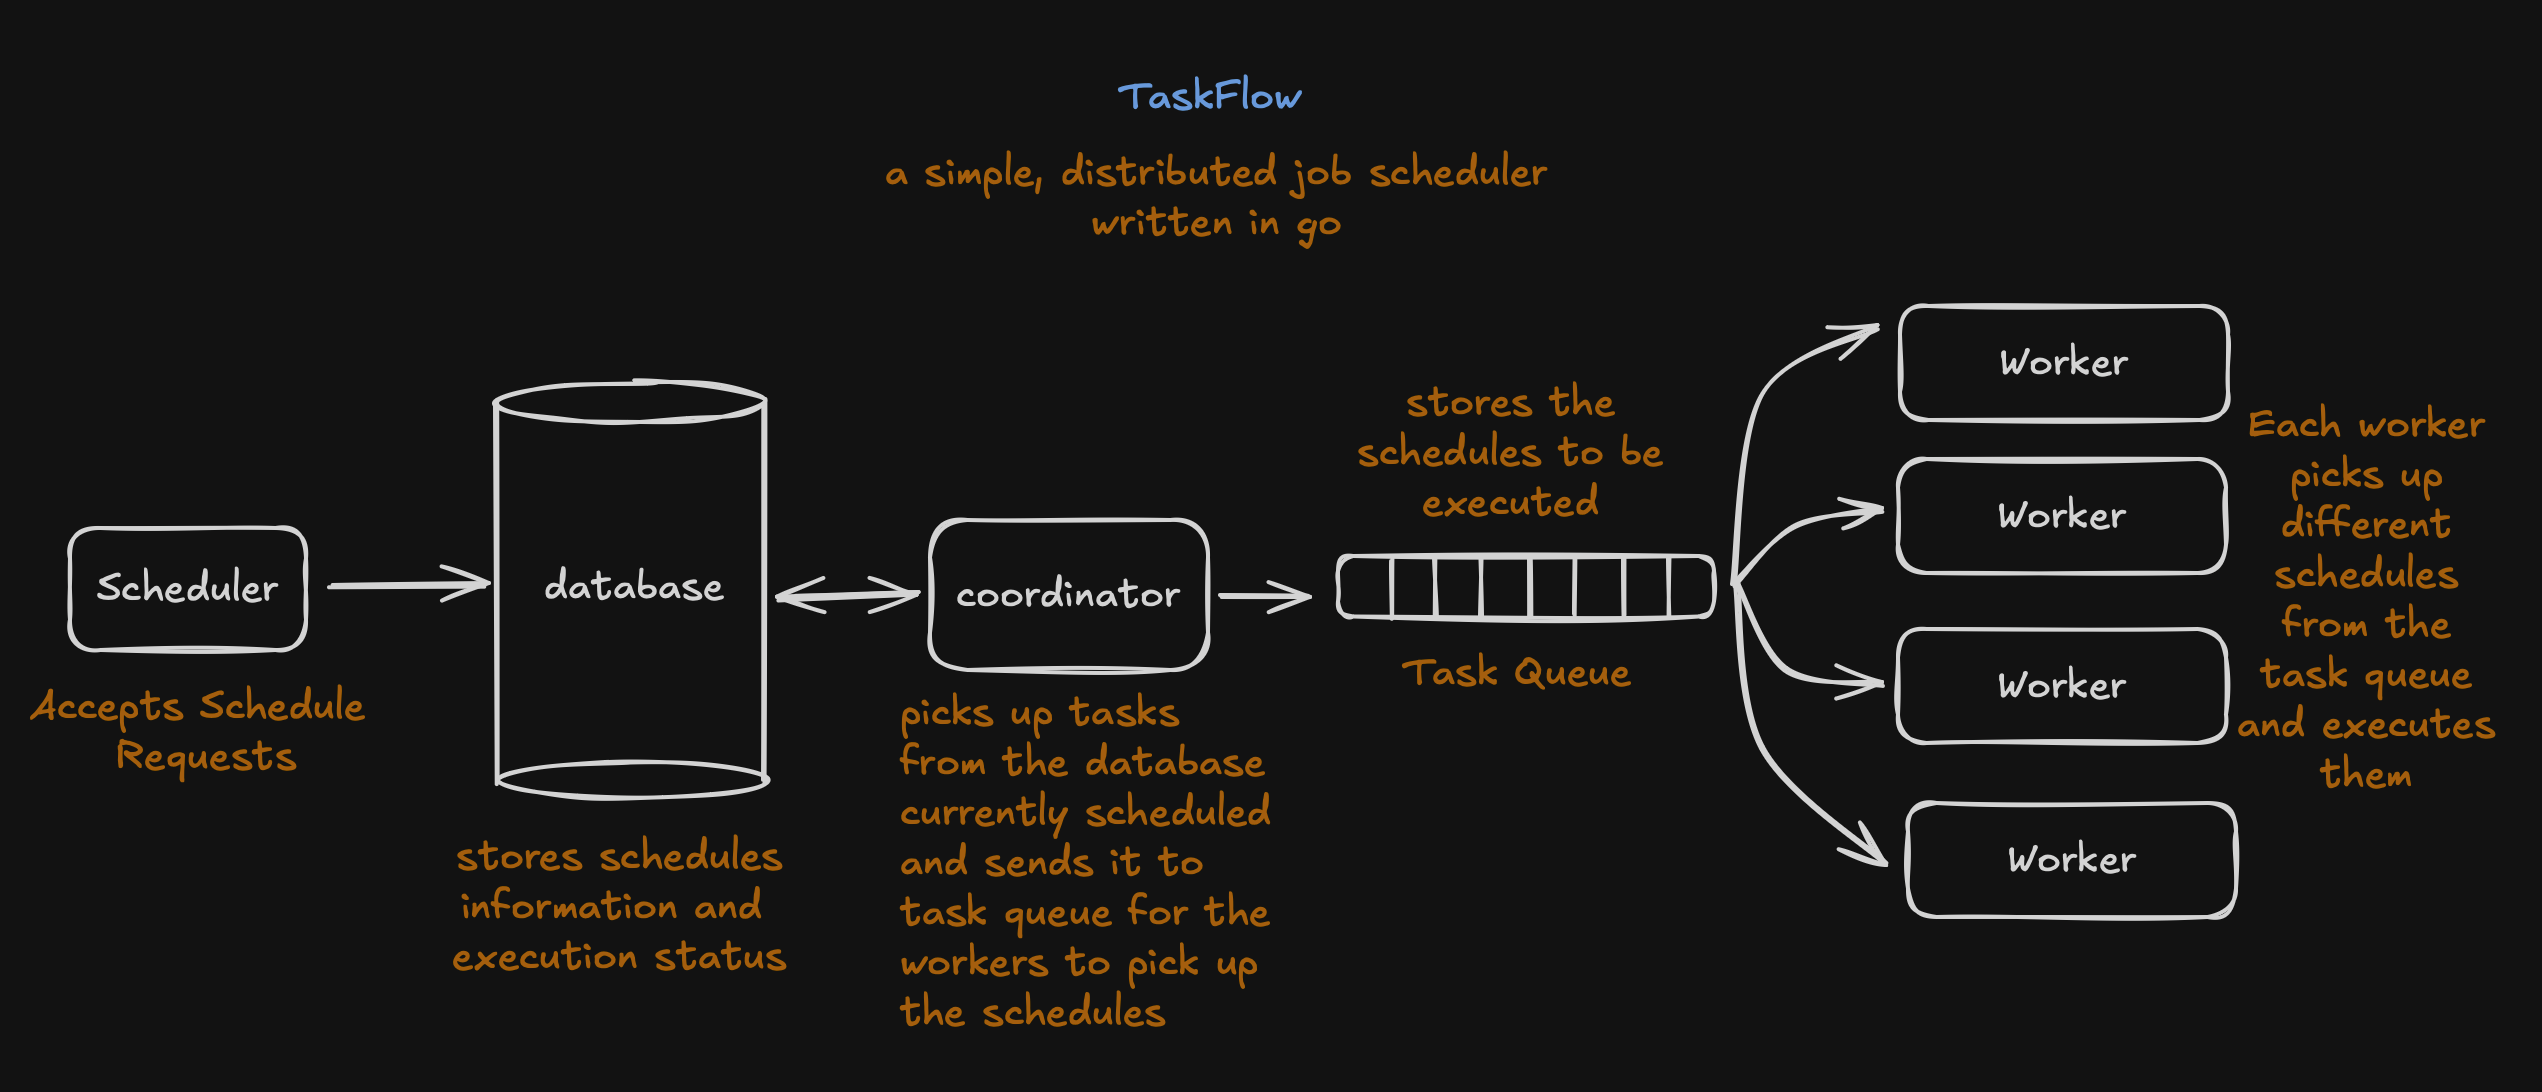 TaskFlow
a simple, distributed job scheduler
written in go
Scheduler
Accepts Schedule
Requests
database
stores schedules
information and
execution status
coordinator
picks up tasks
from the database
currently scheduled
and sends it to
task queue for the
workers to pick up
the schedules
stores the
schedules to be
executed
Task Queue
Worker
Worker
Worker
Worker
Each worker
picks up
different
schedules
from the
task queue
and executes
them